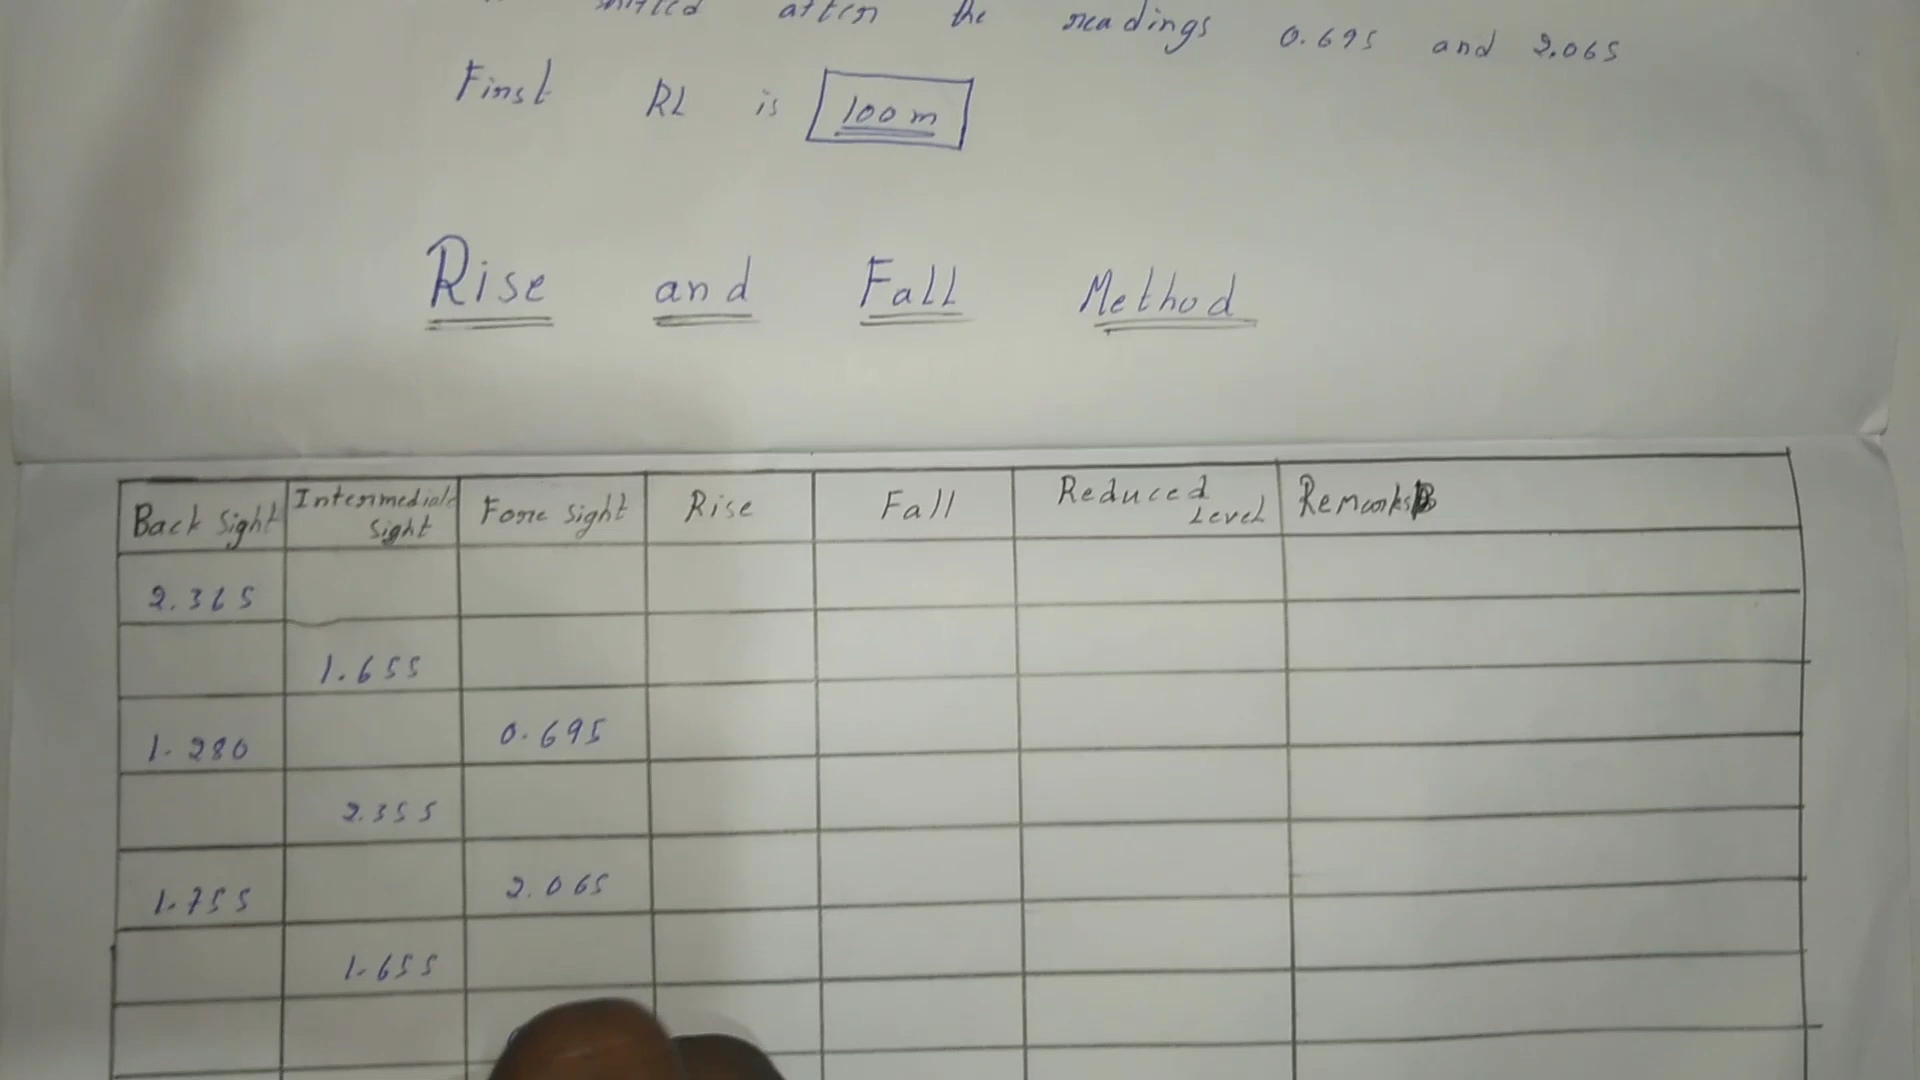 shifted after the readings 0.695 and 2.065
First RL is 100 m
Rise and Fall Method
Back Sight Intermediate Sight Fore Sight Rise Fall Reduced Level Remarks
2.365
1.655
1.280 0.695
2.355
1.755 2.065
1.655